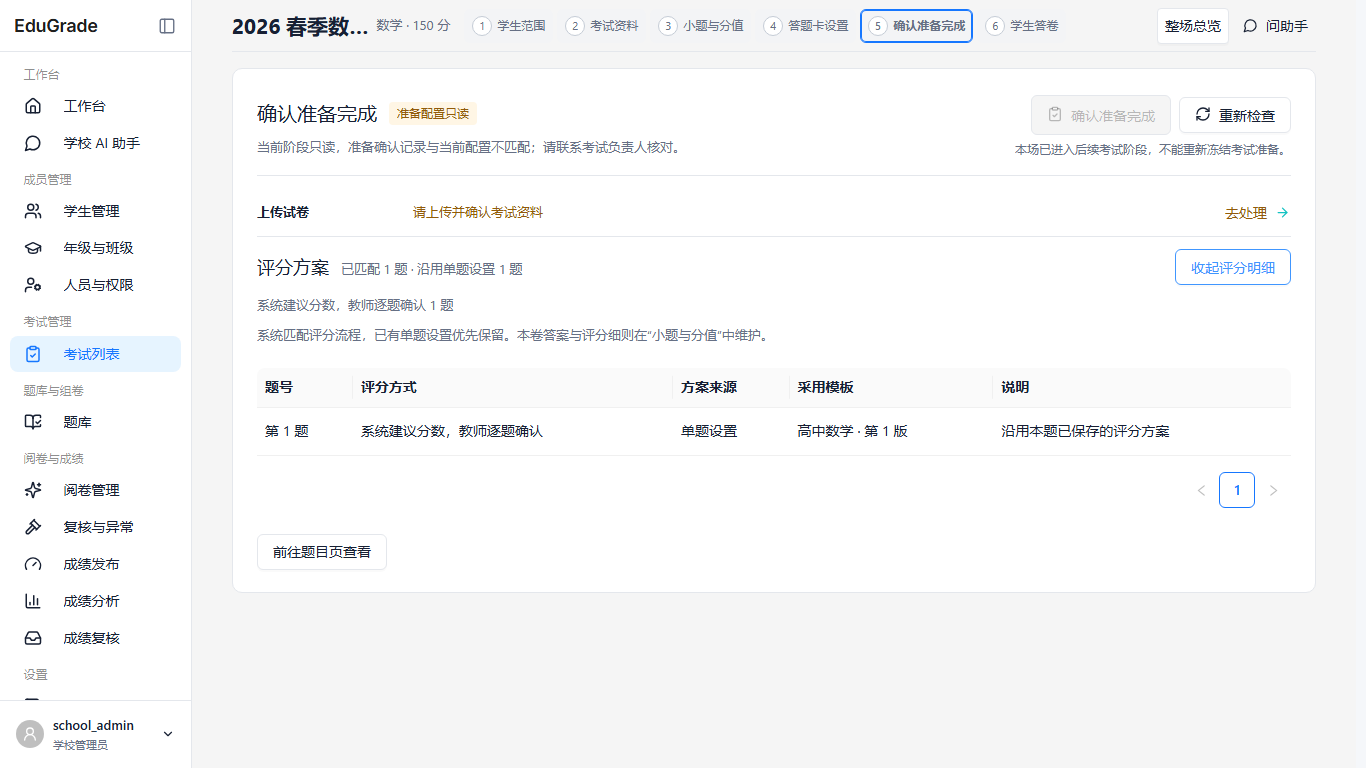 EduGrade
工作台
工作台
学校 AI 助手
成员管理
学生管理
年级与班级
人员与权限
考试管理
考试列表
题库与组卷
题库
阅卷与成绩
阅卷管理
复核与异常
成绩发布
成绩分析
成绩复核
设置
school_admin
学校管理员
2026 春季数... 数学 · 150 分 1 学生范围 2 考试资料 3 小题与分值 4 答题卡设置 5 确认准备完成 6 学生答卷 整场总览 问助手
确认准备完成 准备配置只读 确认准备完成 重新检查
当前阶段只读，准备确认记录与当前配置不匹配；请联系考试负责人核对。 本场已进入后续考试阶段，不能重新冻结考试准备。
上传试卷 请上传并确认考试资料 去处理
评分方案 已匹配 1 题 · 沿用单题设置 1 题 收起评分明细
系统建议分数，教师逐题确认 1 题
系统匹配评分流程，已有单题设置优先保留。本卷答案与评分细则在“小题与分值”中维护。
题号 评分方式 方案来源 采用模板 说明
第 1 题 系统建议分数，教师逐题确认 单题设置 高中数学 · 第 1 版 沿用本题已保存的评分方案
1
前往题目页查看